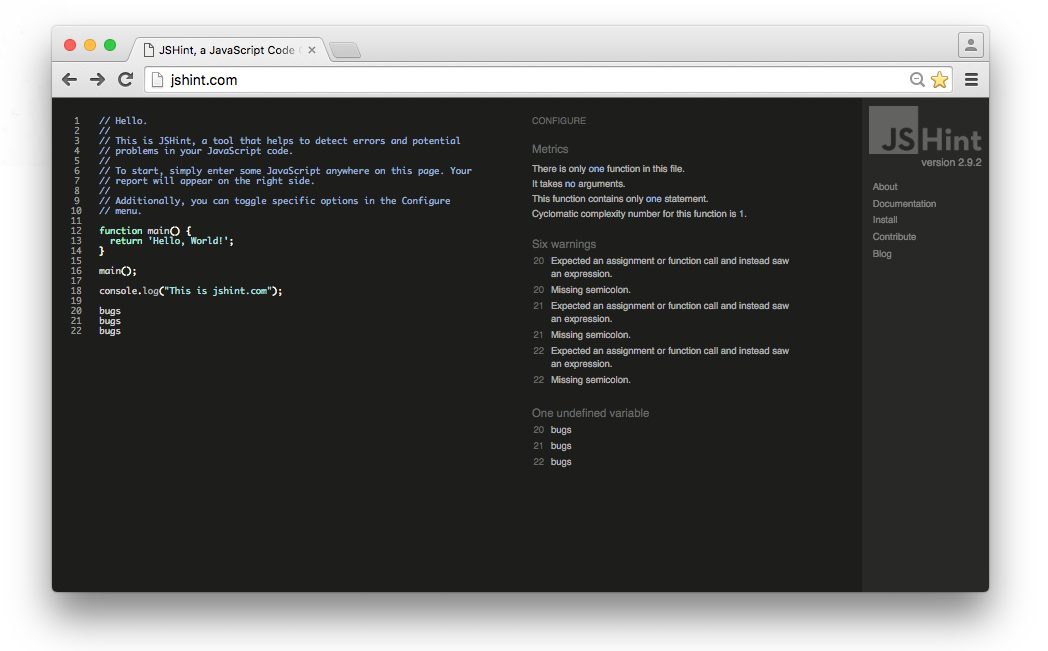 JSHint, a JavaScript Code
jshint.com
1 // Hello.
2 //
3 // This is JSHint, a tool that helps to detect errors and potential
4 // problems in your JavaScript code.
5 //
6 // To start, simply enter some JavaScript anywhere on this page. Your
7 // report will appear on the right side.
8 //
9 // Additionally, you can toggle specific options in the Configure
10 // menu.
11
12 function main() {
13   return 'Hello, World!';
14 }
15
16 main();
17
18 console.log("This is jshint.com");
19
20 bugs
21 bugs
22 bugs
CONFIGURE
Metrics
There is only one function in this file.
It takes no arguments.
This function contains only one statement.
Cyclomatic complexity number for this function is 1.
Six warnings
20 Expected an assignment or function call and instead saw
an expression.
20 Missing semicolon.
21 Expected an assignment or function call and instead saw
an expression.
21 Missing semicolon.
22 Expected an assignment or function call and instead saw
an expression.
22 Missing semicolon.
One undefined variable
20 bugs
21 bugs
22 bugs
JSHint
version 2.9.2
About
Documentation
Install
Contribute
Blog